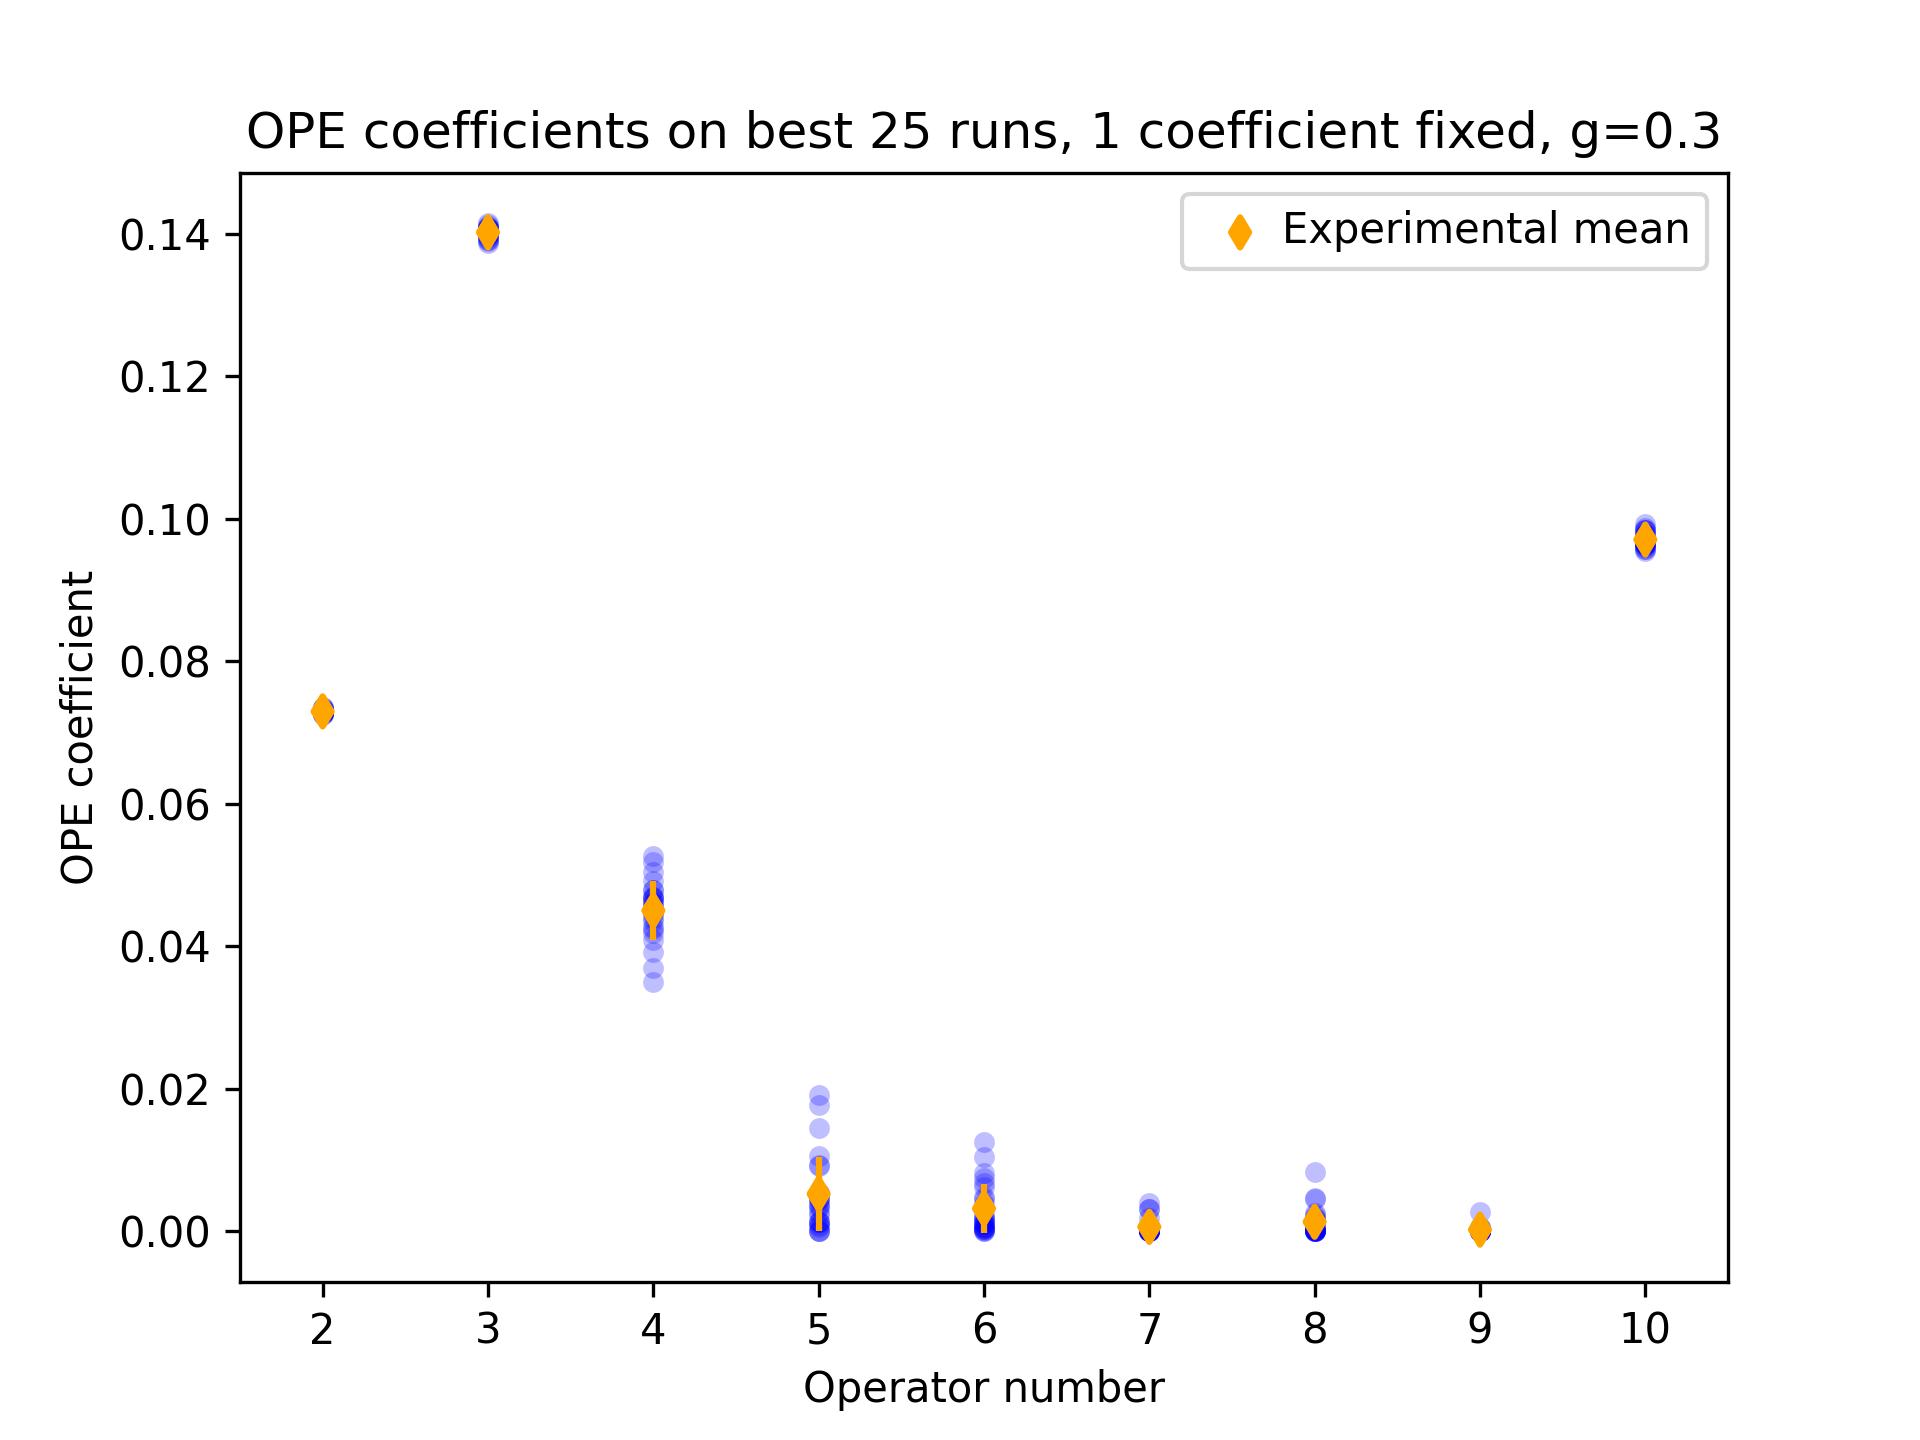 OPE coefficients on best 25 runs, 1 coefficient fixed, g=0.3
Experimental mean
OPE coefficient
0.14
0.12
0.10
0.08
0.06
0.04
0.02
0.00
2 3 4 5 6 7 8 9 10
Operator number